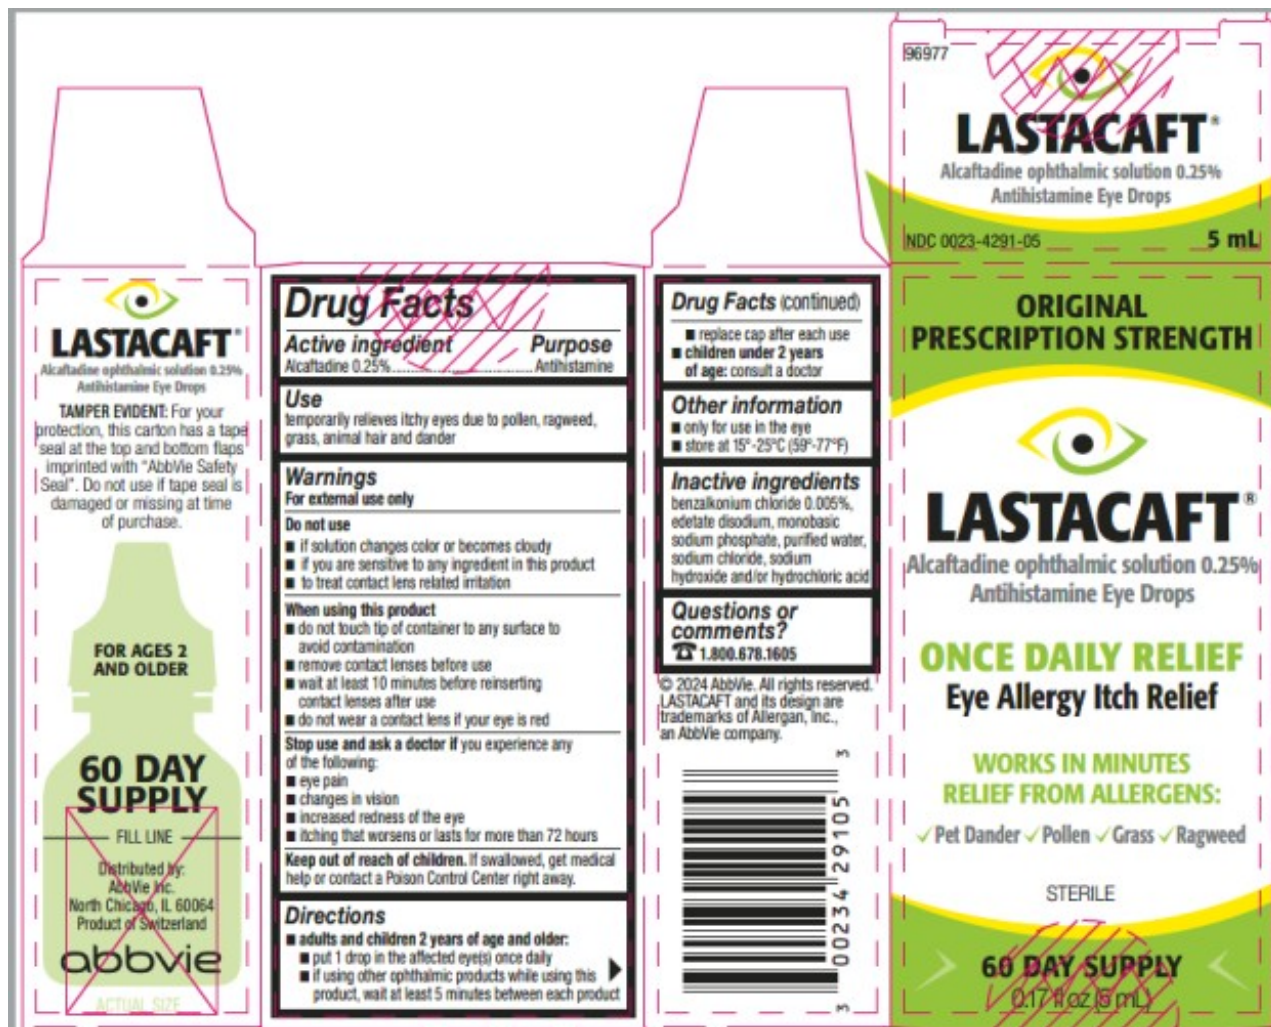 LASTACAFT®
Alcaftadine ophthalmic solution 0.25%
Antihistamine Eye Drops
TAMPER EVIDENT: For your
protection, this carton has a tape
seal at the top and bottom flaps
imprinted with "AbbVie Safety
Seal". Do not use if tape seal is
damaged or missing at time
of purchase.
FOR AGES 2
AND OLDER
60 DAY
SUPPLY
FILL LINE
Distributed by:
AbbVie Inc.
North Chicago, IL 60064
Product of Switzerland
abbvie
ACTUAL SIZE
Drug Facts
Active ingredient Purpose
Alcaftadine 0.25%..........................Antihistamine
Use
temporarily relieves itchy eyes due to pollen, ragweed,
grass, animal hair and dander
Warnings
For external use only
Do not use
■ if solution changes color or becomes cloudy
■ if you are sensitive to any ingredient in this product
■ to treat contact lens related irritation
When using this product
■ do not touch tip of container to any surface to
avoid contamination
■ remove contact lenses before use
■ wait at least 10 minutes before reinserting
contact lenses after use
■ do not wear a contact lens if your eye is red
Stop use and ask a doctor if you experience any
of the following:
■ eye pain
■ changes in vision
■ increased redness of the eye
■ itching that worsens or lasts for more than 72 hours
Keep out of reach of children. If swallowed, get medical
help or contact a Poison Control Center right away.
Directions
■ adults and children 2 years of age and older:
■ put 1 drop in the affected eye(s) once daily
■ if using other ophthalmic products while using this
product, wait at least 5 minutes between each product
Drug Facts (continued)
■ replace cap after each use
■ children under 2 years
of age: consult a doctor
Other information
■ only for use in the eye
■ store at 15°-25°C (59°-77°F)
Inactive ingredients
benzalkonium chloride 0.005%,
edetate disodium, monobasic
sodium phosphate, purified water,
sodium chloride, sodium
hydroxide and/or hydrochloric acid
Questions or
comments?
☎ 1.800.678.1605
© 2024 AbbVie. All rights reserved.
LASTACAFT and its design are
trademarks of Allergan, Inc.,
an AbbVie company.
3 00234 29105 3
96977
LASTACAFT®
Alcaftadine ophthalmic solution 0.25%
Antihistamine Eye Drops
NDC 0023-4291-05 5 mL
ORIGINAL
PRESCRIPTION STRENGTH
LASTACAFT®
Alcaftadine ophthalmic solution 0.25%
Antihistamine Eye Drops
ONCE DAILY RELIEF
Eye Allergy Itch Relief
WORKS IN MINUTES
RELIEF FROM ALLERGENS:
✓Pet Dander ✓Pollen ✓Grass ✓Ragweed
STERILE
60 DAY SUPPLY
0.17 fl oz (5 mL)